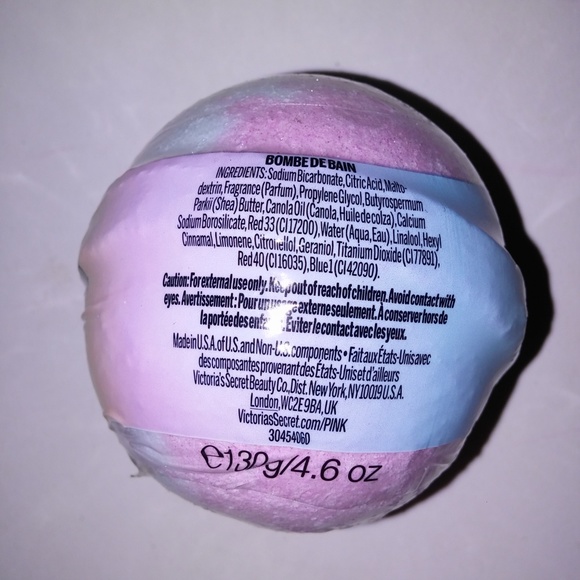 BOMBE DE BAIN
INGREDIENTS: Sodium Bicarbonate, Citric Acid, Malto-
dextrin, Fragrance (Parfum), Propylene Glycol, Butyrospermum
Parkii (Shea) Butter, Canola Oil (Canola, Huile de colza), Calcium
Sodium Borosilicate, Red 33 (CI 17200), Water (Aqua, Eau), Linalool, Hexyl
Cinnamal, Limonene, Citronellol, Geraniol, Titanium Dioxide (CI 77891),
Red 40 (CI 16035), Blue 1 (CI 42090).
Caution: For external use only. Keep out of reach of children. Avoid contact with
eyes. Avertissement : Pour un usage externe seulement. À conserver hors de
la portée des enfants. Éviter le contact avec les yeux.
Made in U.S.A. of U.S. and Non-U.S. components • Fait aux États-Unis avec
des composantes provenant des États-Unis et d'ailleurs
Victoria's Secret Beauty Co., Dist. New York, NY 10019 U.S.A.
London, WC2E 9BA, UK
VictoriasSecret.com/PINK
30454060
℮130g/4.6 oz